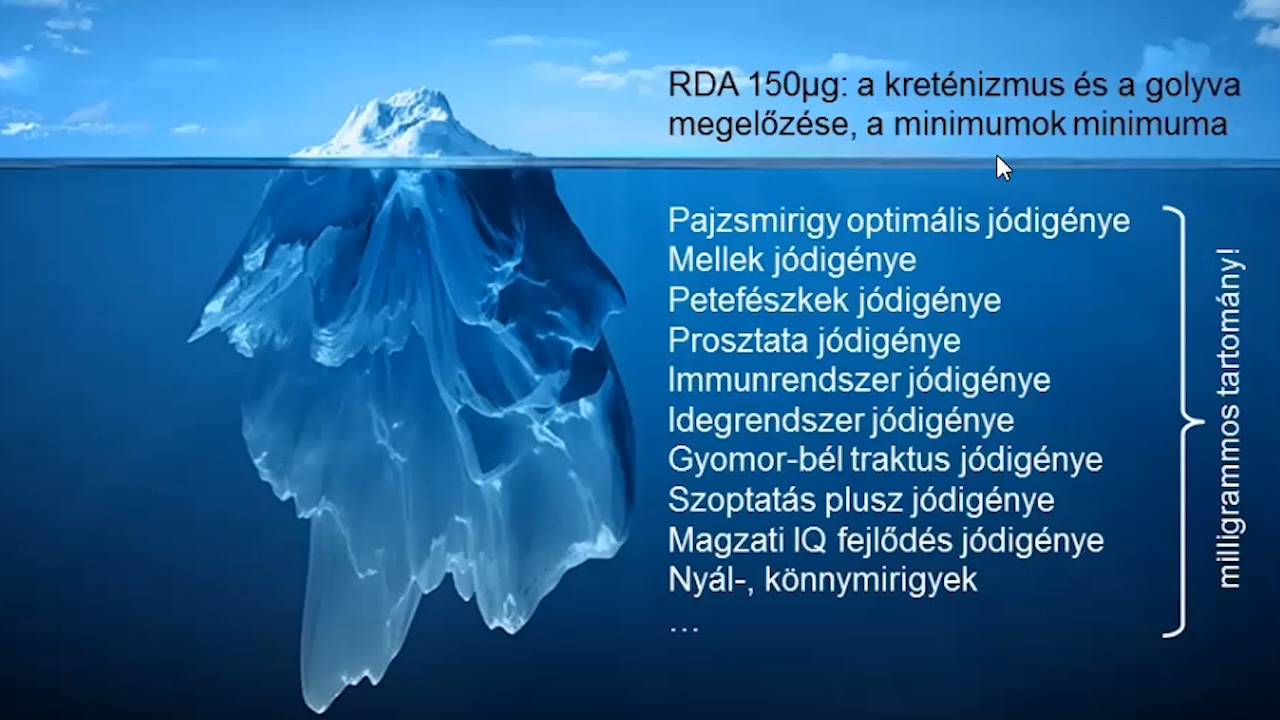 RDA 150µg: a kreténizmus és a golyva
megelőzése, a minimumok minimuma
Pajzsmirigy optimális jódigénye
Mellek jódigénye
Petefészkek jódigénye
Prosztata jódigénye
Immunrendszer jódigénye
Idegrendszer jódigénye
Gyomor-bél traktus jódigénye
Szoptatás plusz jódigénye
Magzati IQ fejlődés jódigénye
Nyál-, könnymirigyek
…
milligrammos tartomány!